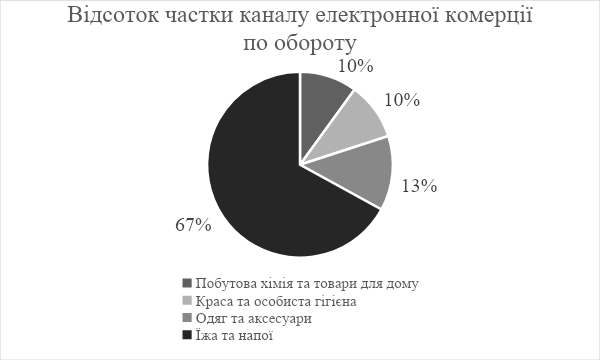 Відсоток частки каналу електронної комерції
по обороту
10%
10%
13%
67%
Побутова хімія та товари для дому
Краса та особиста гігієна
Одяг та аксесуари
Їжа та напої